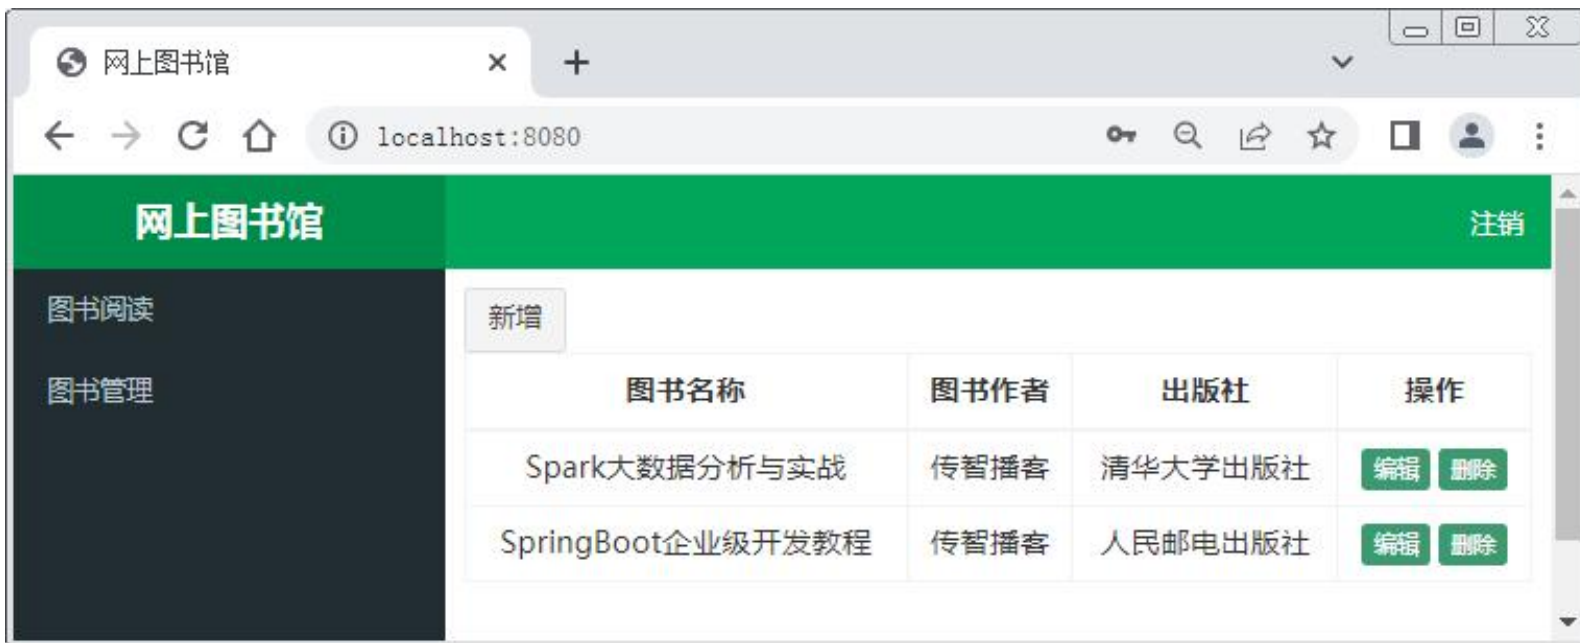 网上图书馆
localhost:8080
网上图书馆
注销
图书阅读
图书管理
新增
图书名称 图书作者 出版社 操作
Spark大数据分析与实战 传智播客 清华大学出版社 编辑 删除
SpringBoot企业级开发教程 传智播客 人民邮电出版社 编辑 删除